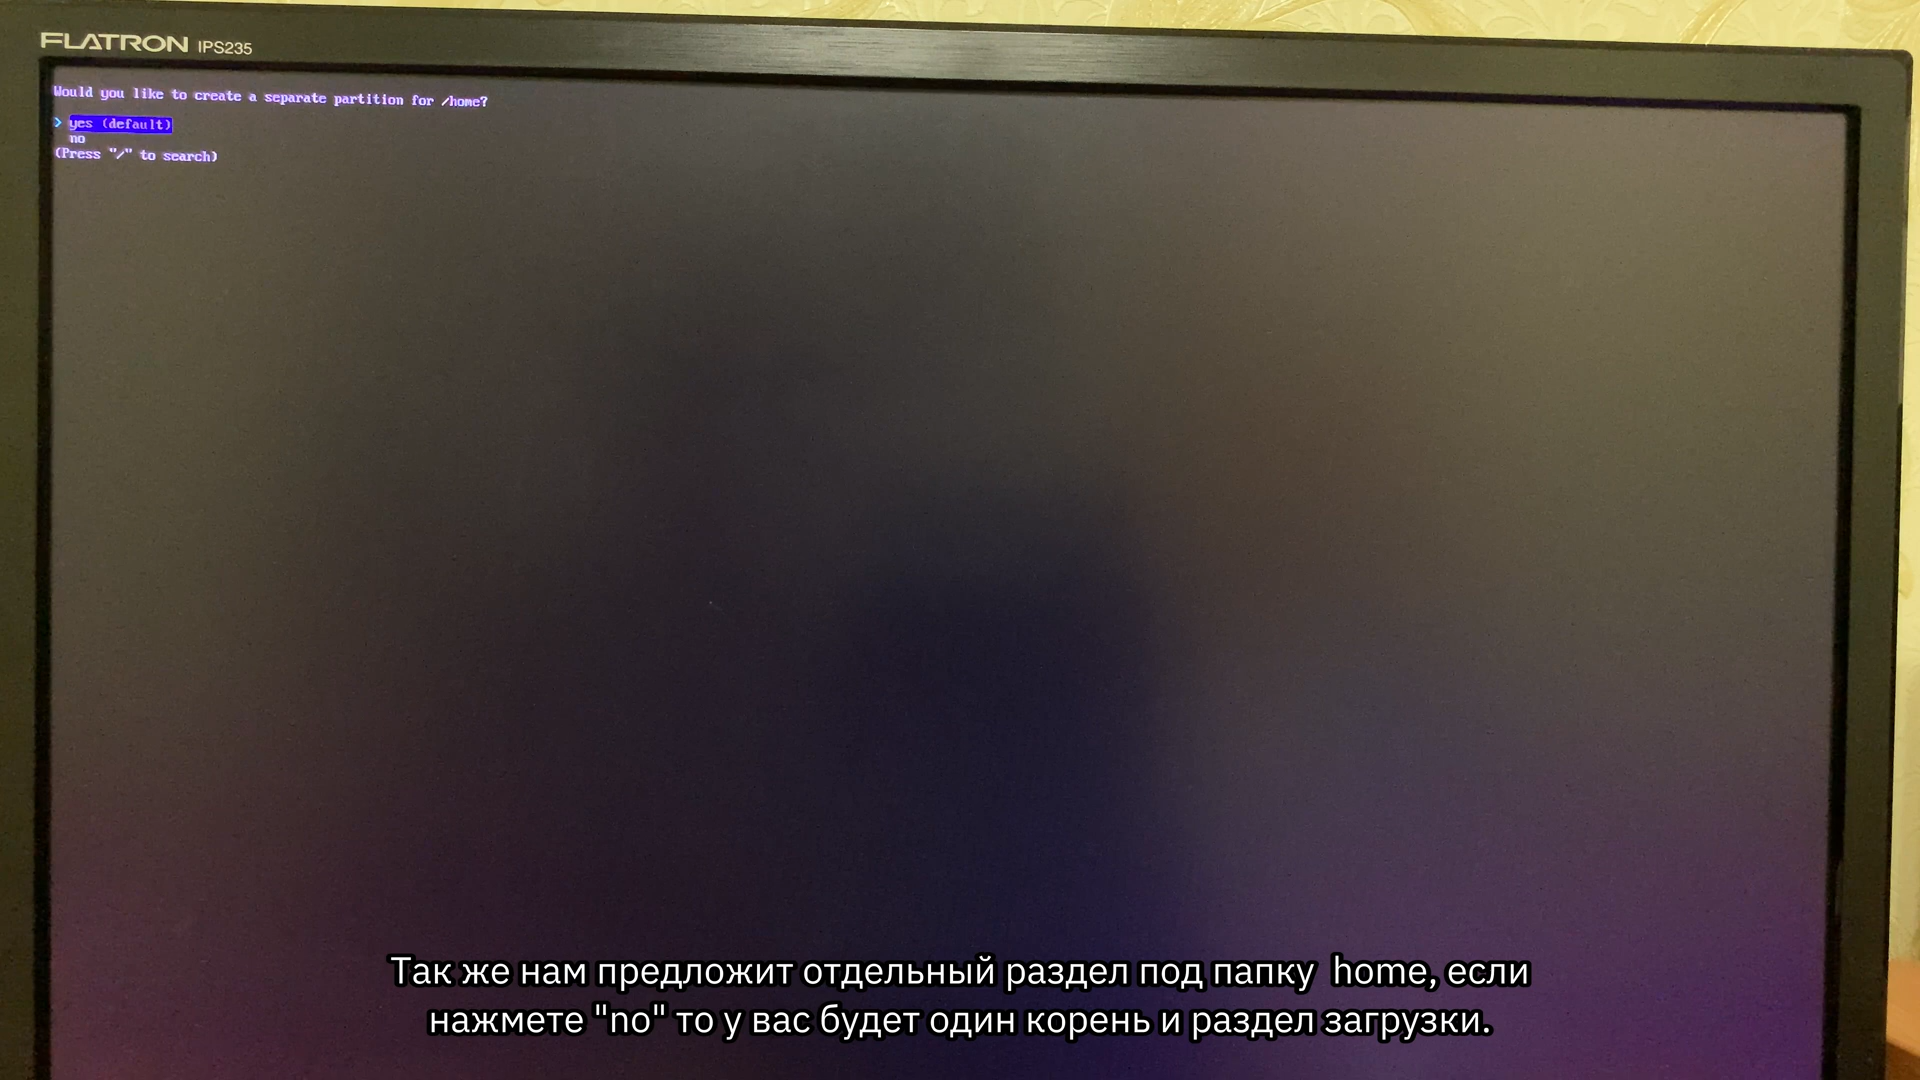 FLATRON IPS235
Would you like to create a separate partition for /home?
> yes (default)
no
(Press "/" to search)
Так же нам предложит отдельный раздел под папку home, если
нажмете "no" то у вас будет один корень и раздел загрузки.